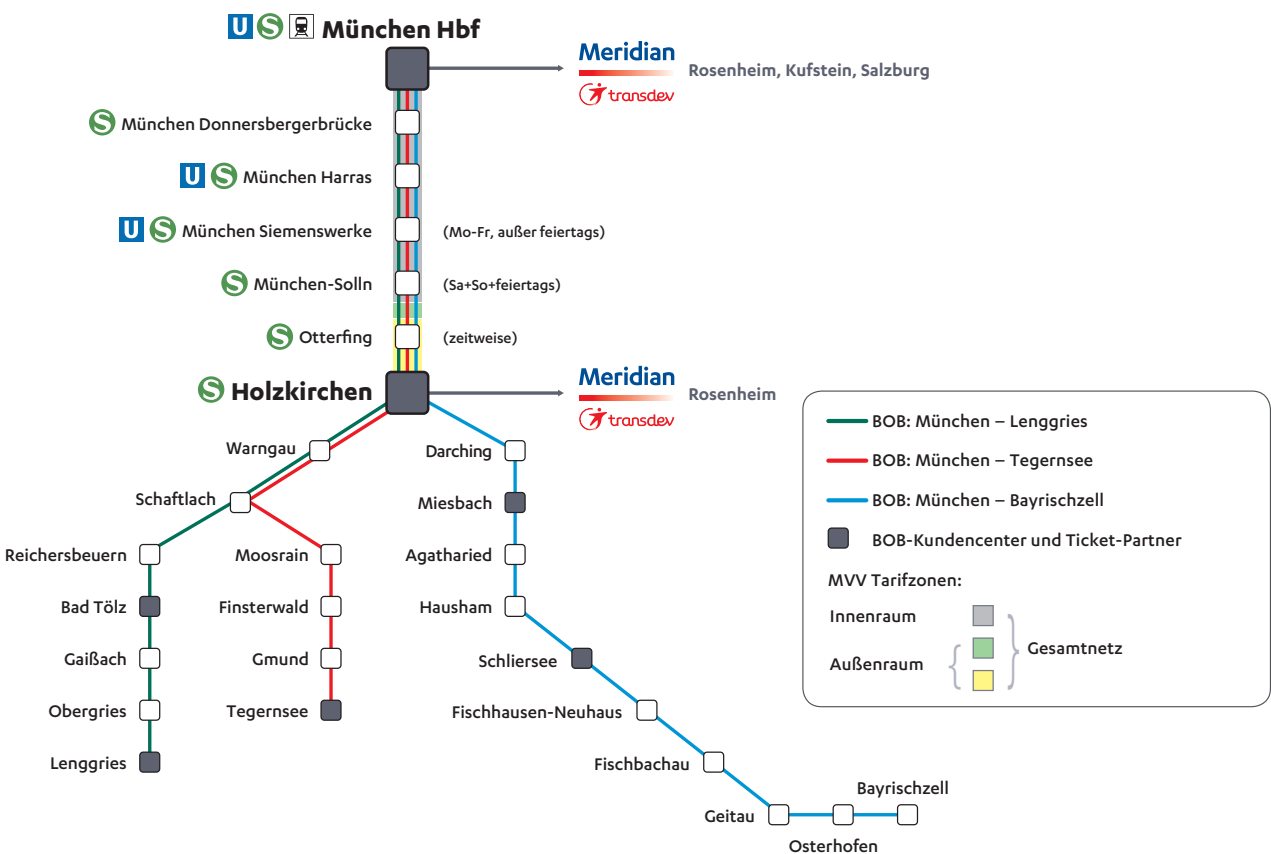 U S München Hbf
Meridian
transdev
Rosenheim, Kufstein, Salzburg
S München Donnersbergerbrücke
U S München Harras
U S München Siemenswerke (Mo-Fr, außer feiertags)
S München-Solln (Sa+So+feiertags)
S Otterfing (zeitweise)
S Holzkirchen
Meridian
transdev
Rosenheim
Warngau
Schaftlach
Reichersbeuern
Bad Tölz
Gaißach
Obergries
Lenggries
Moosrain
Finsterwald
Gmund
Tegernsee
Darching
Miesbach
Agatharied
Hausham
Schliersee
Fischhausen-Neuhaus
Fischbachau
Geitau
Osterhofen
Bayrischzell
BOB: München – Lenggries
BOB: München – Tegernsee
BOB: München – Bayrischzell
BOB-Kundencenter und Ticket-Partner
MVV Tarifzonen:
Innenraum
Außenraum
Gesamtnetz